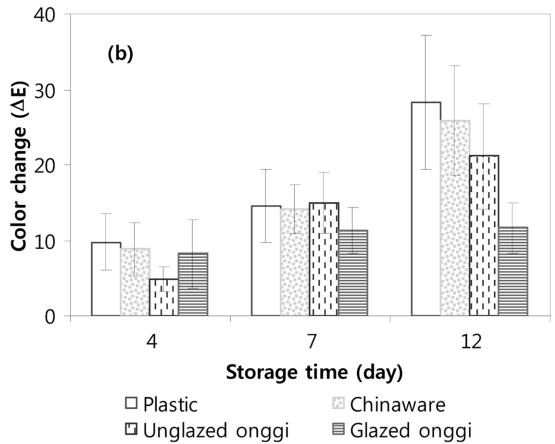 40
(b)
30
20
10
0
Color change (ΔE)
4 7 12
Storage time (day)
Plastic Chinaware
Unglazed onggi Glazed onggi